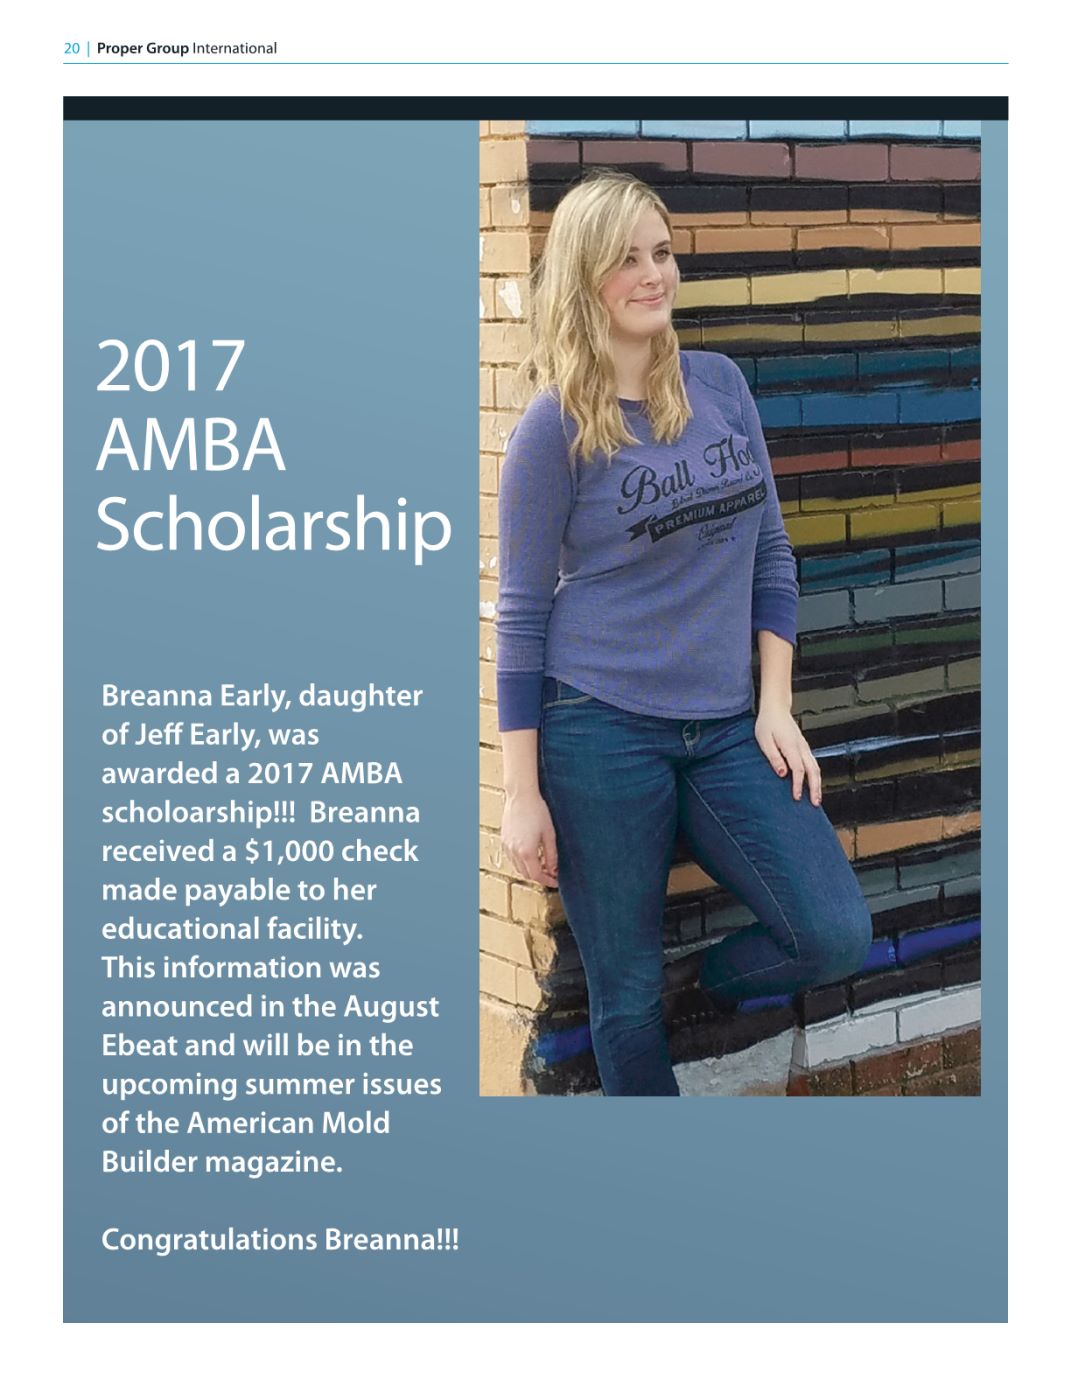 20 | Proper Group International
2017
AMBA
Scholarship
Breanna Early, daughter
of Jeff Early, was
awarded a 2017 AMBA
scholoarship!!!  Breanna
received a $1,000 check
made payable to her
educational facility.
This information was
announced in the August
Ebeat and will be in the
upcoming summer issues
of the American Mold
Builder magazine.
Congratulations Breanna!!!
Ball Ho
PREMIUM APPAREL
Original